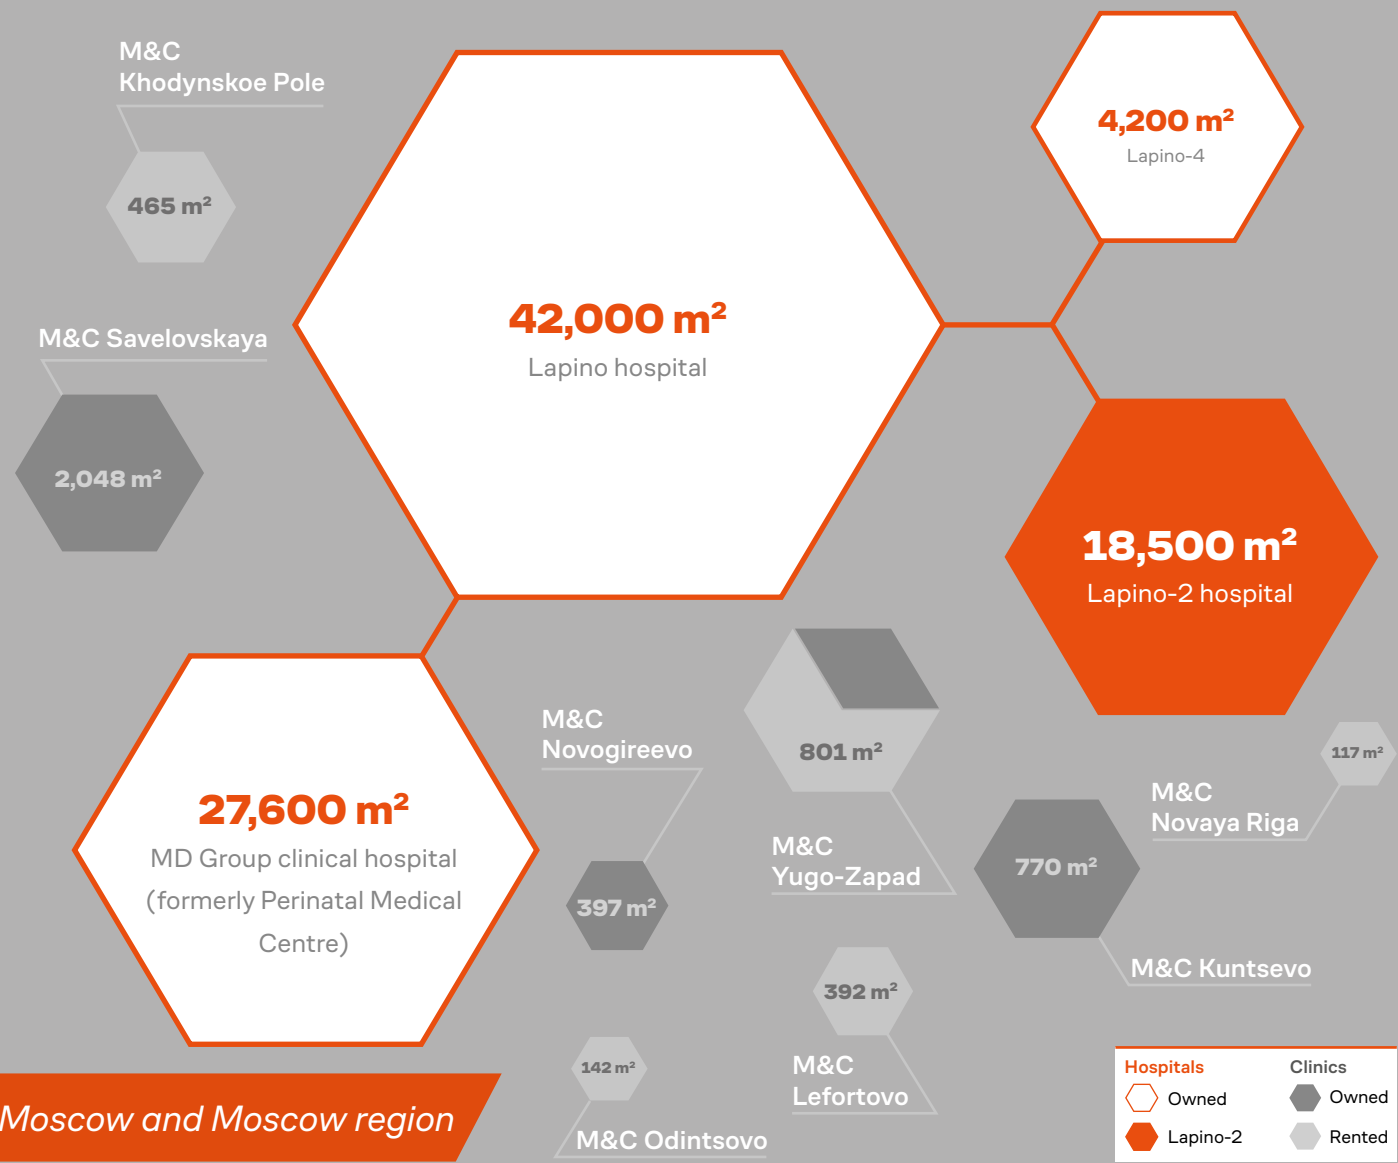 M&C
Khodynskoe Pole
465 m²
M&C Savelovskaya
2,048 m²
42,000 m²
Lapino hospital
4,200 m²
Lapino-4
18,500 m²
Lapino-2 hospital
27,600 m²
MD Group clinical hospital
(formerly Perinatal Medical
Centre)
M&C
Novogireevo
397 m²
801 m²
M&C
Yugo-Zapad
117 m²
M&C
Novaya Riga
770 m²
M&C Kuntsevo
392 m²
M&C
Lefortovo
142 m²
M&C Odintsovo
Moscow and Moscow region
Hospitals
Owned
Lapino-2
Clinics
Owned
Rented